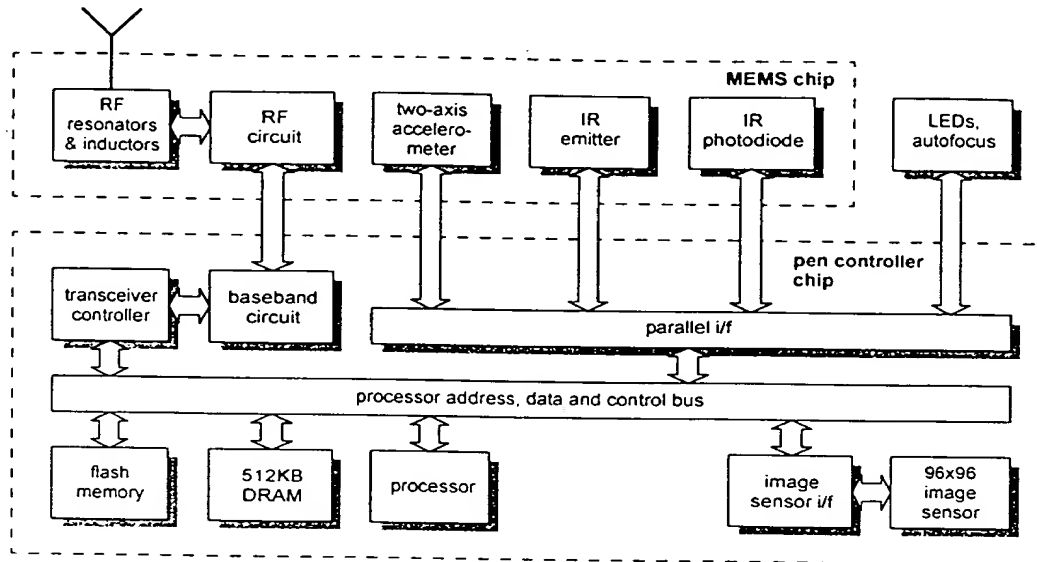 MEMS chip
RF
resonators
& inductors
RF
circuit
two-axis
accelero-
meter
IR
emitter
IR
photodiode
LEDs,
autofocus
pen controller
chip
transceiver
controller
baseband
circuit
parallel i/f
processor address, data and control bus
flash
memory
512KB
DRAM
processor
image
sensor i/f
96x96
image
sensor